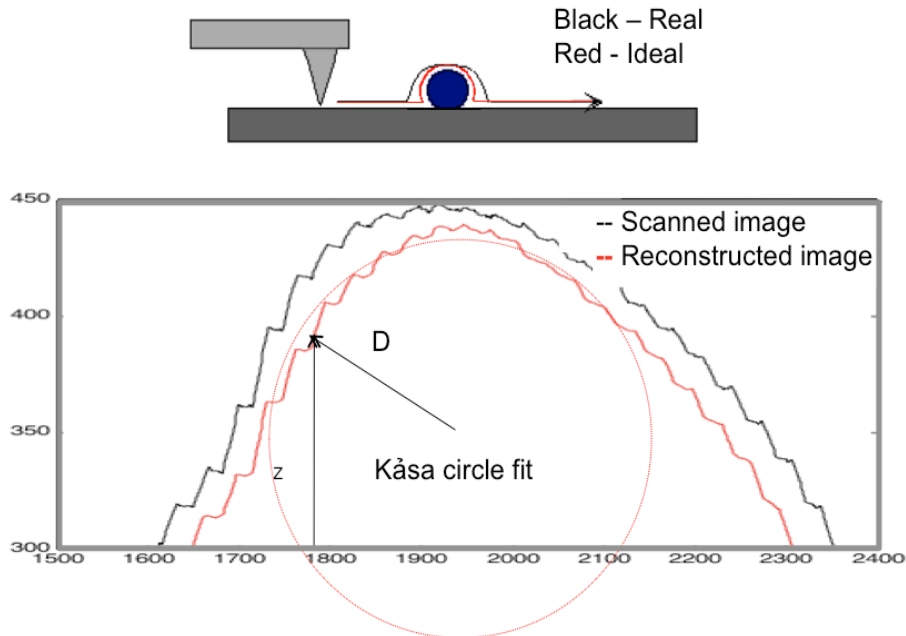 Black – Real
Red - Ideal
450
-- Scanned image
-- Reconstructed image
400
D
350
z
Kảsa circle fit
300
1500 1600 1700 1800 1900 2000 2100 2200 2300 2400